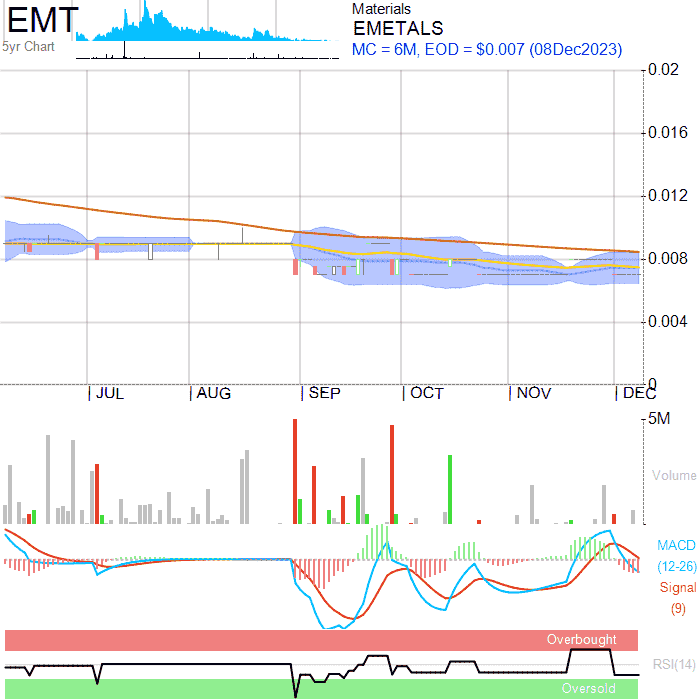 EMT
5yr Chart
Materials
EMETALS
MC = 6M, EOD = $0.007 (08Dec2023)
0.02
0.016
0.012
0.008
0.004
0
JUL AUG SEP OCT NOV DEC
5M
Volume
MACD
(12-26)
Signal
(9)
Overbought
RSI(14)
Oversold